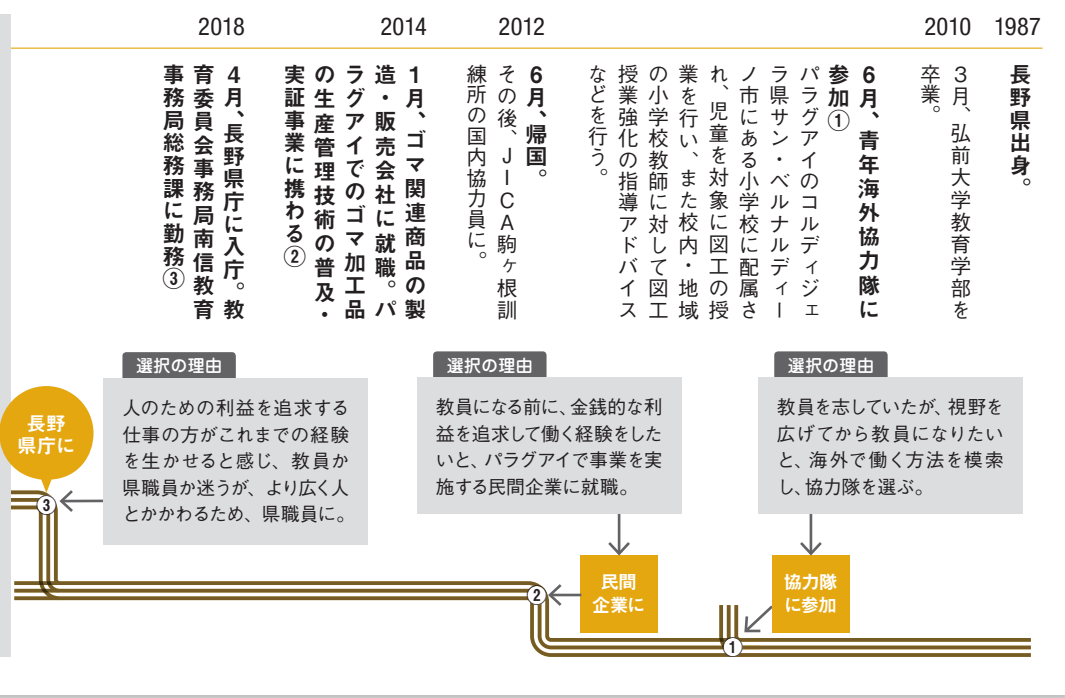 1987
長野県出身。
2010
３月、弘前大学教育学部を
卒業。
６月、青年海外協力隊に
参加①
パラグアイのコルディジェ
ラ県サン・ベルナルディー
ノ市にある小学校に配属さ
れ、児童を対象に図工の授
業を行い、また校内・地域
の小学校教師に対して図工
授業強化の指導アドバイス
などを行う。
2012
６月、帰国。
その後、ＪＩＣＡ駒ヶ根訓
練所の国内協力員に。
2014
１月、ゴマ関連商品の製
造・販売会社に就職。パ
ラグアイでのゴマ加工品
の生産管理技術の普及・
実証事業に携わる②
2018
４月、長野県庁に入庁。教
育委員会事務局南信教育
事務局総務課に勤務③
選択の理由
教員を志していたが、視野を
広げてから教員になりたい
と、海外で働く方法を模索
し、協力隊を選ぶ。
協力隊
に参加
1
選択の理由
教員になる前に、金銭的な利
益を追求して働く経験をした
いと、パラグアイで事業を実
施する民間企業に就職。
民間
企業に
2
選択の理由
人のための利益を追求する
仕事の方がこれまでの経験
を生かせると感じ、教員か
県職員か迷うが、より広く人
とかかわるため、県職員に。
長野
県庁に
3